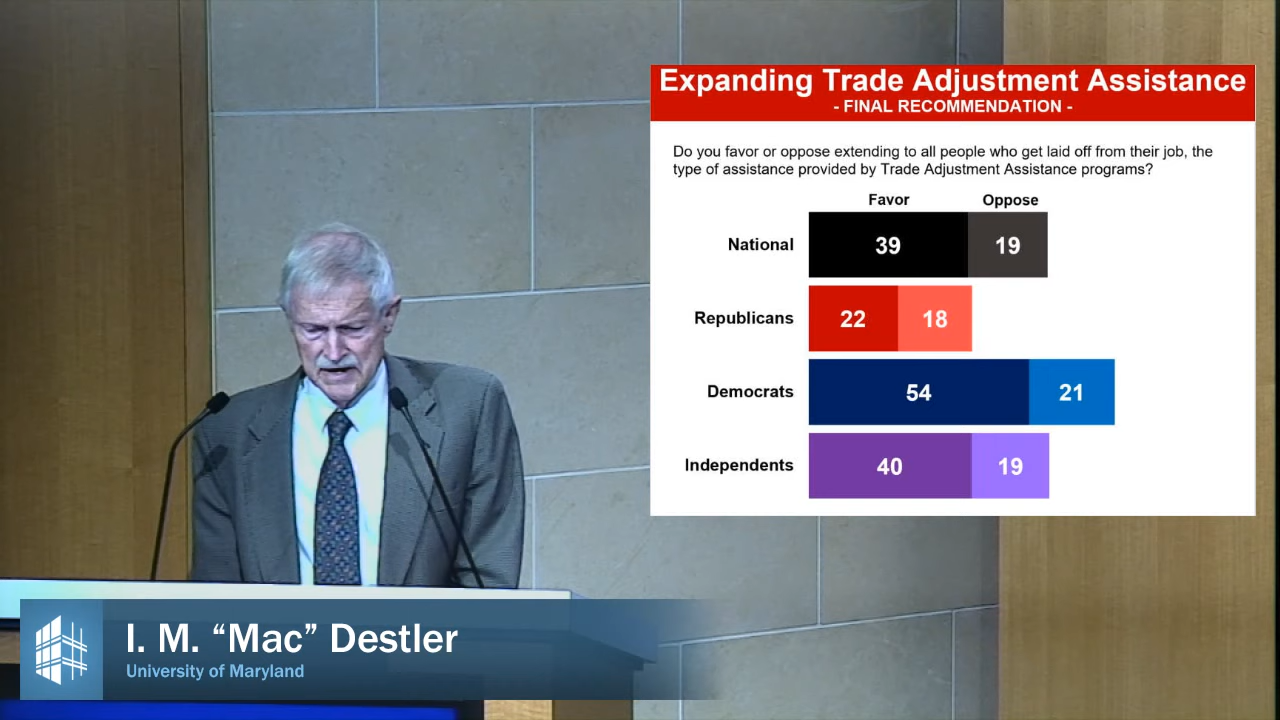 Expanding Trade Adjustment Assistance
- FINAL RECOMMENDATION -
Do you favor or oppose extending to all people who get laid off from their job, the
type of assistance provided by Trade Adjustment Assistance programs?
Favor Oppose
National 39 19
Republicans 22 18
Democrats 54 21
Independents 40 19
I. M. “Mac” Destler
University of Maryland